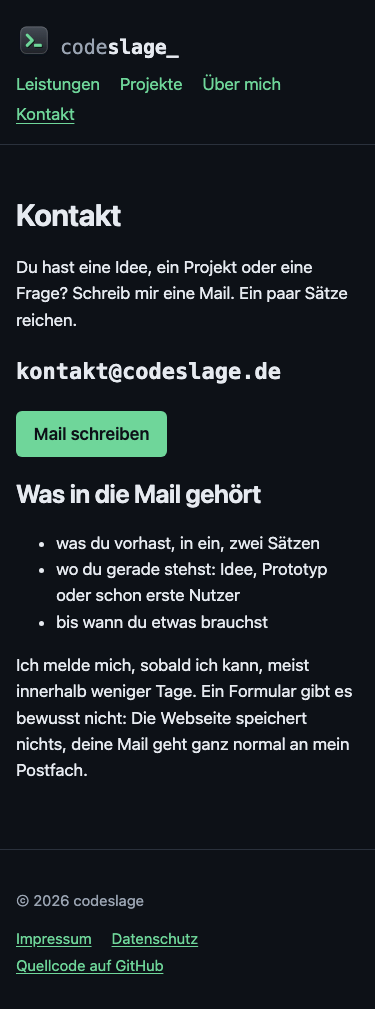 codeslage_
Leistungen Projekte Über mich
Kontakt
Kontakt
Du hast eine Idee, ein Projekt oder eine
Frage? Schreib mir eine Mail. Ein paar Sätze
reichen.
kontakt@codeslage.de
Mail schreiben
Was in die Mail gehört
• was du vorhast, in ein, zwei Sätzen
• wo du gerade stehst: Idee, Prototyp
oder schon erste Nutzer
• bis wann du etwas brauchst
Ich melde mich, sobald ich kann, meist
innerhalb weniger Tage. Ein Formular gibt es
bewusst nicht: Die Webseite speichert
nichts, deine Mail geht ganz normal an mein
Postfach.
© 2026 codeslage
Impressum Datenschutz
Quellcode auf GitHub